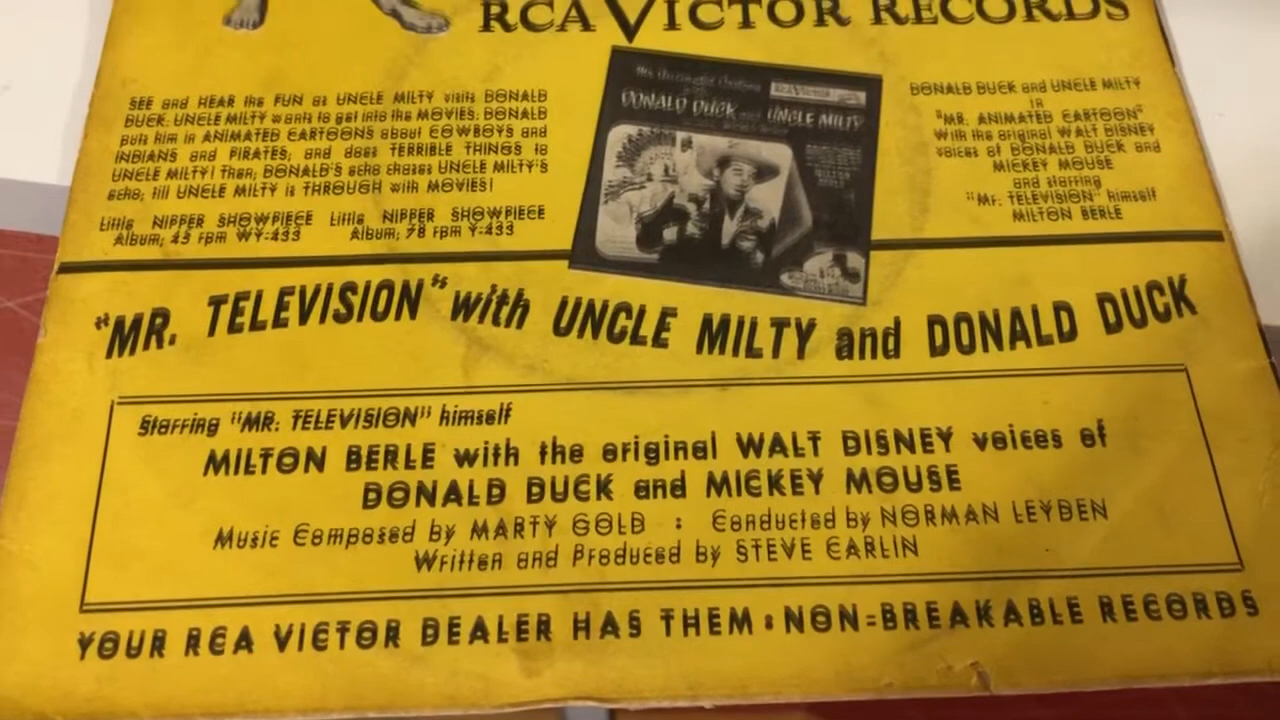 RCA VICTOR RECORDS
SEE and HEAR the FUN as UNCLE MILTY visits DONALD
DUCK. UNCLE MILTY wants to get into the MOVIES. DONALD
puts him in ANIMATED CARTOONS about COWBOYS and
INDIANS and PIRATES, and does TERRIBLE THINGS to
UNCLE MILTY! Then, DONALD'S echo chases UNCLE MILTY'S
echo, till UNCLE MILTY is THROUGH with MOVIES!
Little NIPPER SHOWPIECE
Album; 45 rpm WY-433
Little NIPPER SHOWPIECE
Album; 78 rpm Y-433
DONALD DUCK and UNCLE MILTY
RCA VICTOR
DONALD DUCK and UNCLE MILTY
in
"MR. ANIMATED CARTOON"
With the original WALT DISNEY
voices of DONALD DUCK and
MICKEY MOUSE
and starring
"Mr. TELEVISION" himself
MILTON BERLE
"MR. TELEVISION" with UNCLE MILTY and DONALD DUCK
Starring "MR. TELEVISION" himself
MILTON BERLE with the original WALT DISNEY voices of
DONALD DUCK and MICKEY MOUSE
Music Composed by MARTY GOLD : Conducted by NORMAN LEYDEN
Written and Produced by STEVE CARLIN
YOUR RCA VICTOR DEALER HAS THEM : NON=BREAKABLE RECORDS